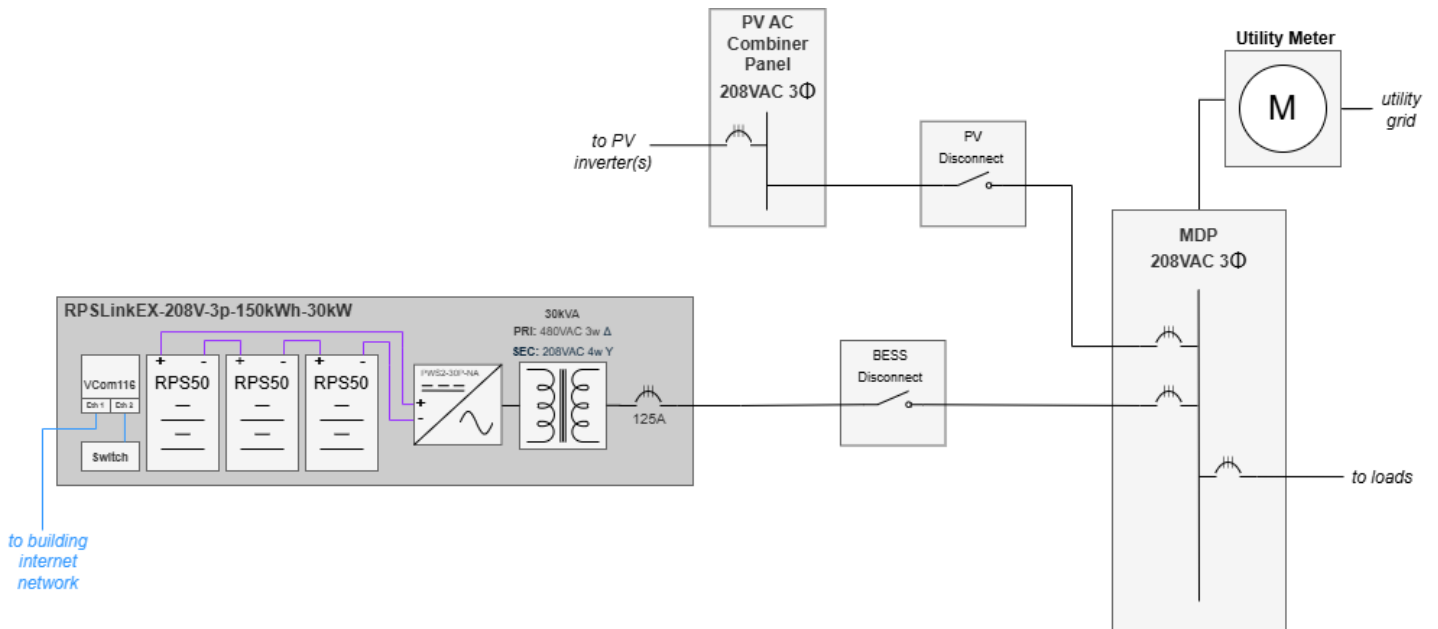 PV AC
Combiner
Panel
208VAC 3Φ
Utility Meter
M
utility
grid
to PV
inverter(s)
PV
Disconnect
MDP
208VAC 3Φ
RPSLinkEX-208V-3p-150kWh-30kW
30kVA
PRI: 480VAC 3w Δ
SEC: 208VAC 4w Y
VCom116
Eth 1
Eth 2
Switch
+ -
RPS50
+ -
RPS50
+ -
RPS50
PWS2-30P-NA
+
-
125A
BESS
Disconnect
to loads
to building
internet
network